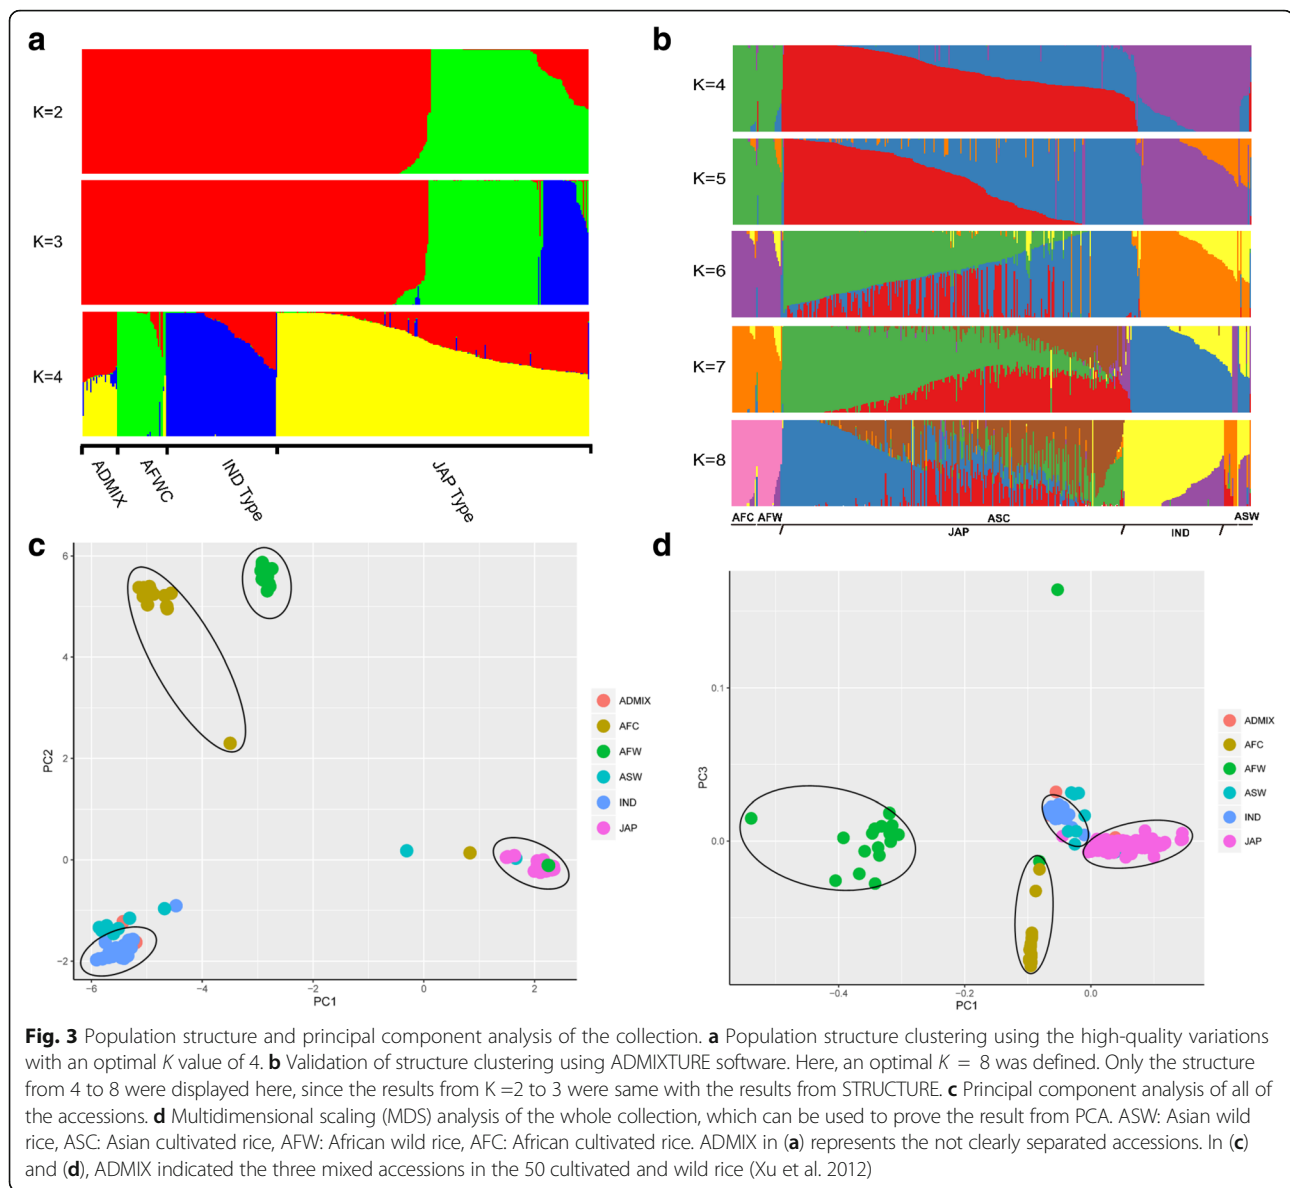 a
K=2
K=3
K=4
ADMIX
AFWC
IND Type
JAP Type
b
K=4
K=5
K=6
K=7
K=8
AFC AFW ASC ASW
JAP IND
c
6
4
2
0
−2
PC2
−6 −4 −2 0 2
PC1
ADMIX
AFC
AFW
ASW
IND
JAP
d
0.1
0.0
PC3
−0.4 −0.2 0.0
PC1
ADMIX
AFC
AFW
ASW
IND
JAP
Fig. 3 Population structure and principal component analysis of the collection. a Population structure clustering using the high-quality variations
with an optimal K value of 4. b Validation of structure clustering using ADMIXTURE software. Here, an optimal K = 8 was defined. Only the structure
from 4 to 8 were displayed here, since the results from K =2 to 3 were same with the results from STRUCTURE. c Principal component analysis of all of
the accessions. d Multidimensional scaling (MDS) analysis of the whole collection, which can be used to prove the result from PCA. ASW: Asian wild
rice, ASC: Asian cultivated rice, AFW: African wild rice, AFC: African cultivated rice. ADMIX in (a) represents the not clearly separated accessions. In (c)
and (d), ADMIX indicated the three mixed accessions in the 50 cultivated and wild rice (Xu et al. 2012)